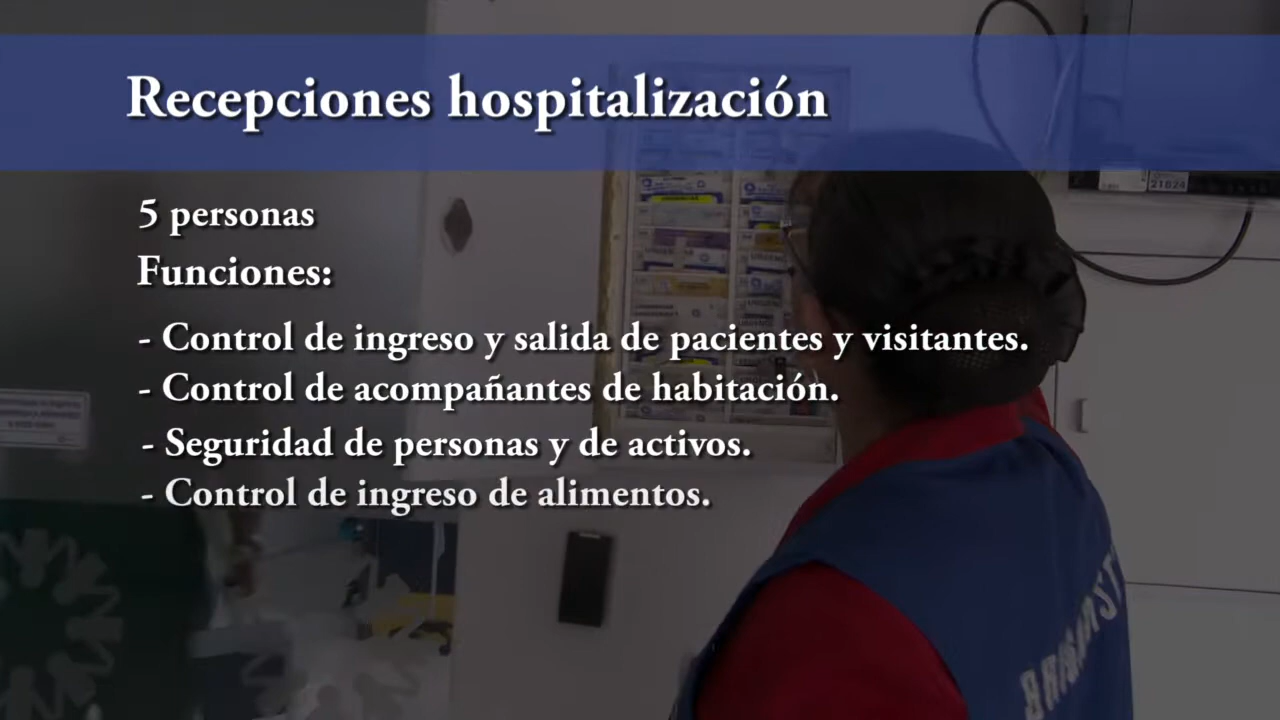 Recepciones hospitalización
21824
5 personas
Funciones:
- Control de ingreso y salida de pacientes y visitantes.
- Control de acompañantes de habitación.
- Seguridad de personas y de activos.
- Control de ingreso de alimentos.